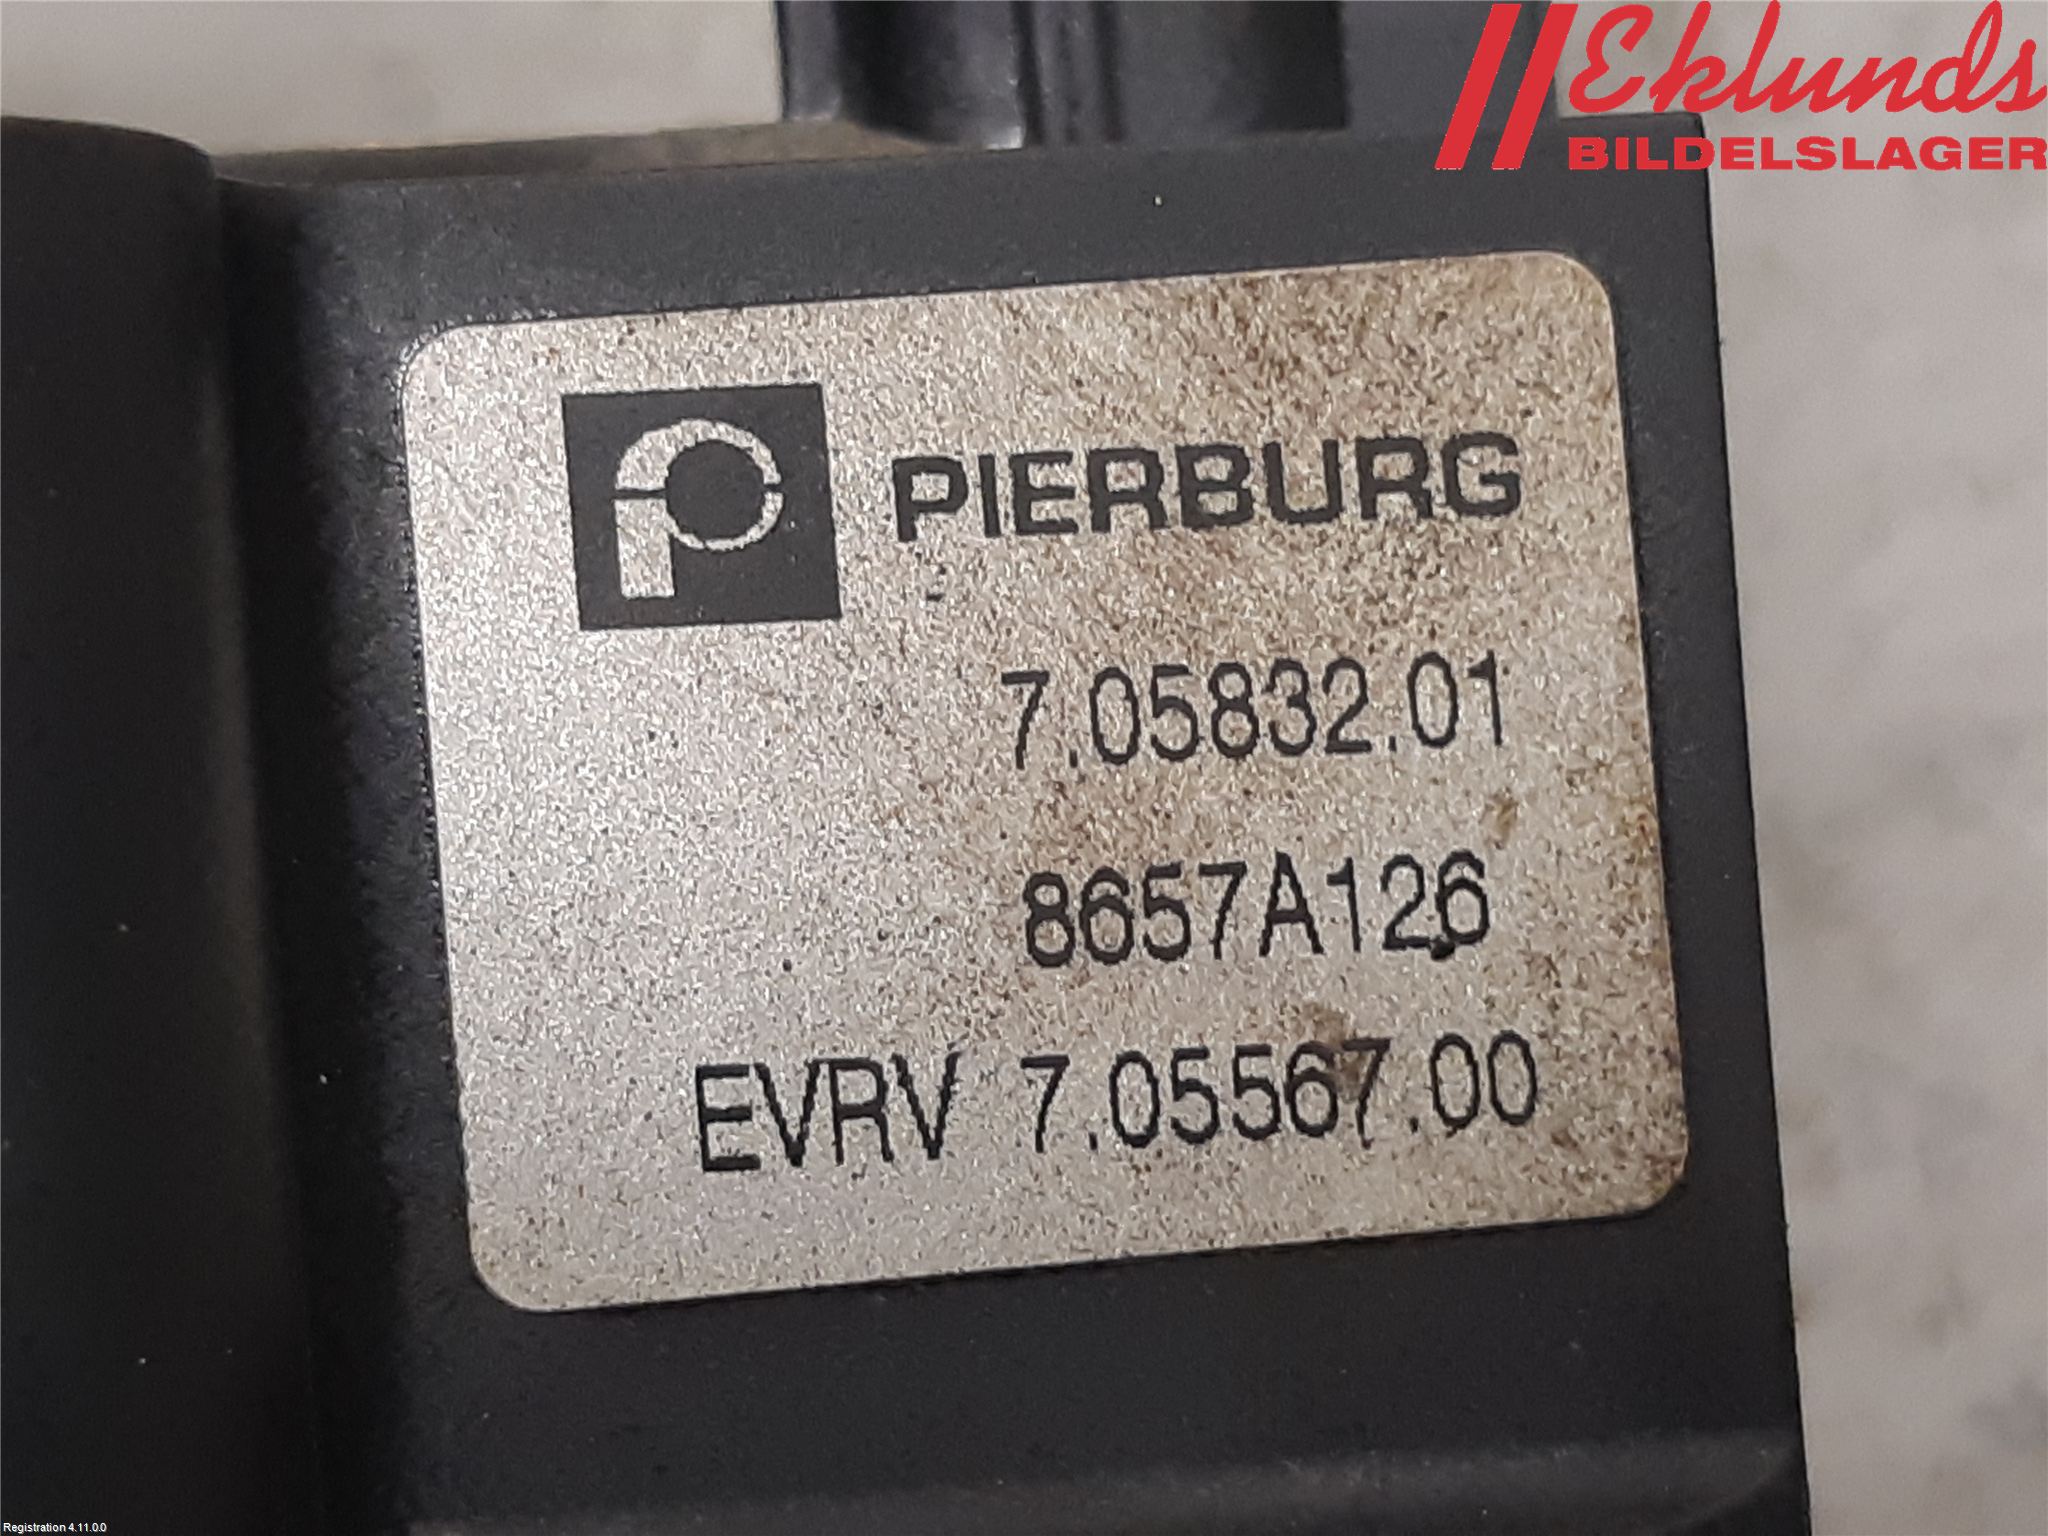 Eklunds
BILDELSLAGER
PIERBURG
7.05832.01
8657A126
EVRV 7.05567.00
Registration 4.11.0.0